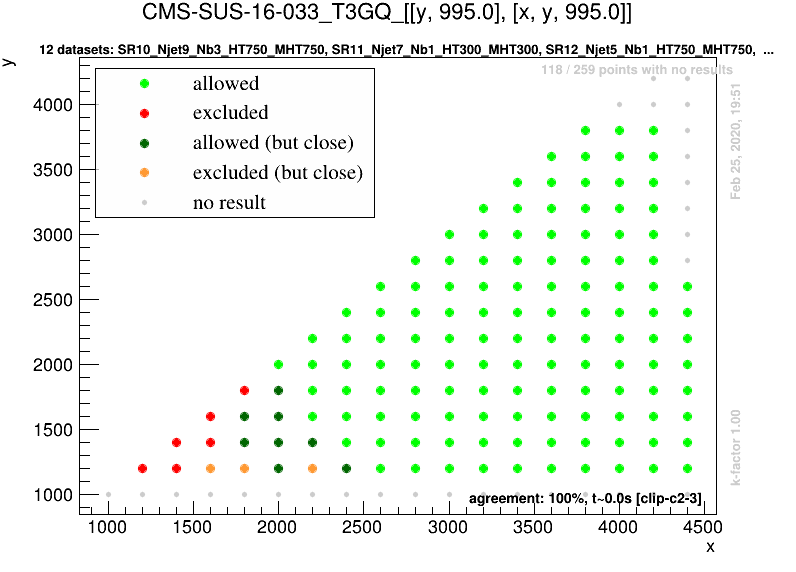 CMS-SUS-16-033_T3GQ_[[y, 995.0], [x, y, 995.0]]
12 datasets: SR10_Njet9_Nb3_HT750_MHT750, SR11_Njet7_Nb1_HT300_MHT300, SR12_Njet5_Nb1_HT750_MHT750, ...
y
118 / 259 points with no results
allowed
excluded
allowed (but close)
excluded (but close)
no result
Feb 25, 2020, 19:51
k-factor 1.00
4000
3500
3000
2500
2000
1500
1000
agreement: 100%, t~0.0s [clip-c2-3]
1000 1500 2000 2500 3000 3500 4000 4500
x